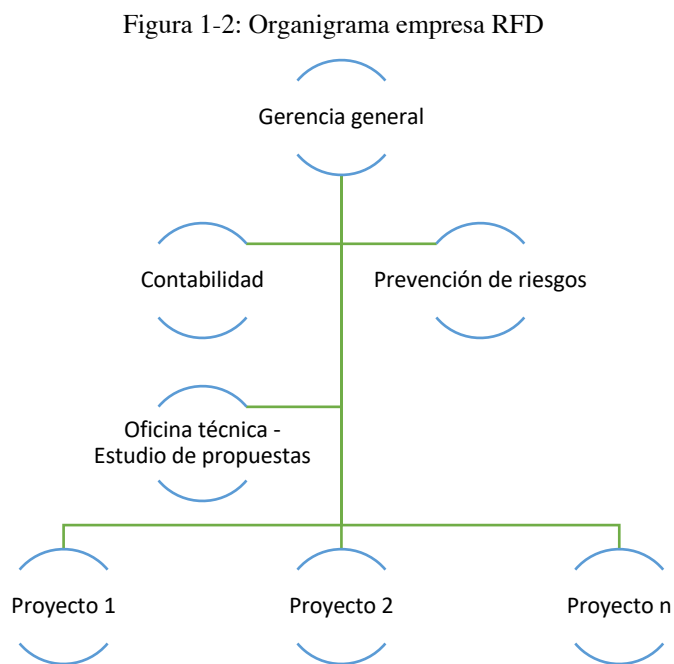 Figura 1-2: Organigrama empresa RFD
Gerencia general
Contabilidad
Prevención de riesgos
Oficina técnica -
Estudio de propuestas
Proyecto 1
Proyecto 2
Proyecto n